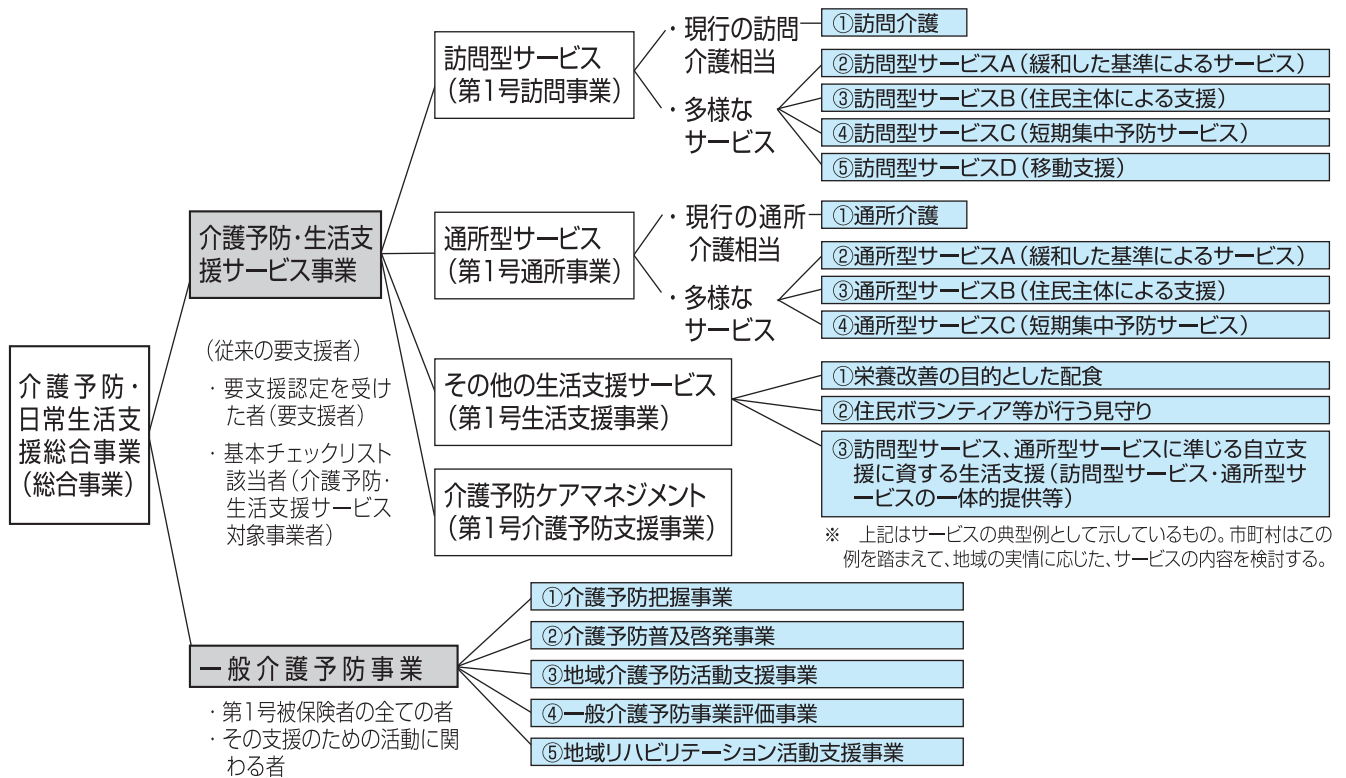 介護予防・
日常生活支
援総合事業
(総合事業)
介護予防・生活支
援サービス事業
(従来の要支援者)
・要支援認定を受け
た者(要支援者)
・基本チェックリスト
該当者(介護予防・
生活支援サービス
対象事業者)
訪問型サービス
(第1号訪問事業)
・現行の訪問
介護相当
①訪問介護
・多様な
サービス
②訪問型サービスA(緩和した基準によるサービス)
③訪問型サービスB(住民主体による支援)
④訪問型サービスC(短期集中予防サービス)
⑤訪問型サービスD(移動支援)
通所型サービス
(第1号通所事業)
・現行の通所
介護相当
①通所介護
・多様な
サービス
②通所型サービスA(緩和した基準によるサービス)
③通所型サービスB(住民主体による支援)
④通所型サービスC(短期集中予防サービス)
その他の生活支援サービス
(第1号生活支援事業)
①栄養改善の目的とした配食
②住民ボランティア等が行う見守り
③訪問型サービス、通所型サービスに準じる自立支
援に資する生活支援(訪問型サービス・通所型サ
ービスの一体的提供等)
介護予防ケアマネジメント
(第1号介護予防支援事業)
※ 上記はサービスの典型例として示しているもの。市町村はこの
例を踏まえて、地域の実情に応じた、サービスの内容を検討する。
一般介護予防事業
・第1号被保険者の全ての者
・その支援のための活動に関
わる者
①介護予防把握事業
②介護予防普及啓発事業
③地域介護予防活動支援事業
④一般介護予防事業評価事業
⑤地域リハビリテーション活動支援事業